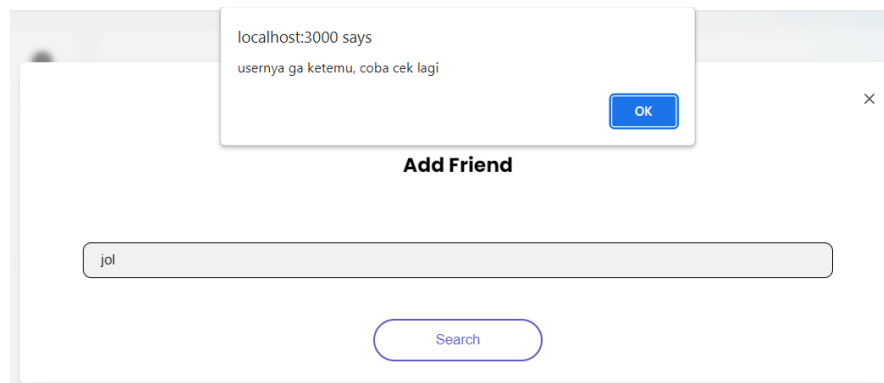 localhost:3000 says
usernya ga ketemu, coba cek lagi
OK
Add Friend
jol
Search